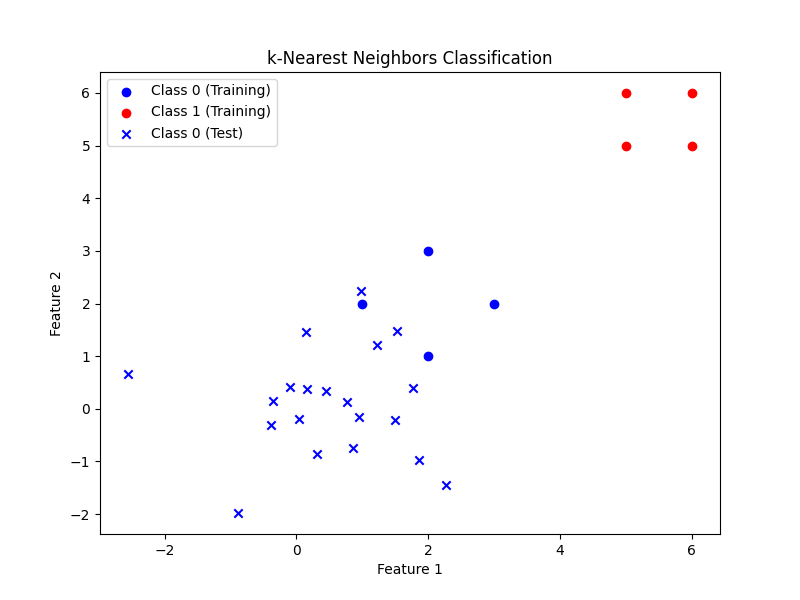 k-Nearest Neighbors Classification
Class 0 (Training)
Class 1 (Training)
Class 0 (Test)
Feature 2
6
5
4
3
2
1
0
−1
−2
−2
0
2
4
6
Feature 1